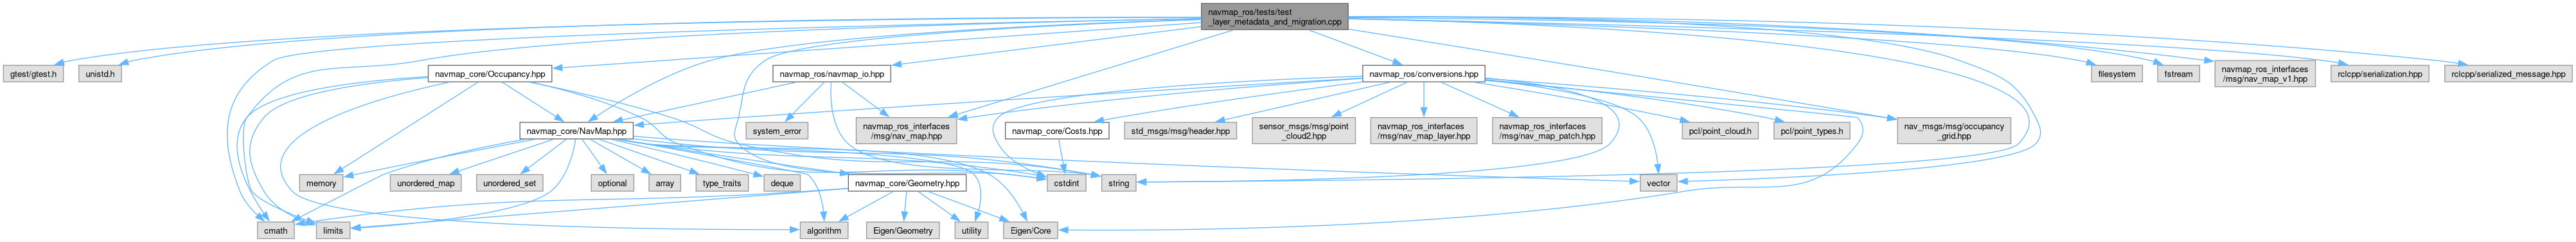 navmap_ros/tests/test
_layer_metadata_and_migration.cpp
gtest/gtest.h
unistd.h
navmap_core/Occupancy.hpp
navmap_ros/navmap_io.hpp
navmap_ros/conversions.hpp
filesystem
fstream
navmap_ros_interfaces
/msg/nav_map_v1.hpp
rclcpp/serialization.hpp
rclcpp/serialized_message.hpp
navmap_core/NavMap.hpp
system_error
navmap_ros_interfaces
/msg/nav_map.hpp
navmap_core/Costs.hpp
std_msgs/msg/header.hpp
sensor_msgs/msg/point
_cloud2.hpp
navmap_ros_interfaces
/msg/nav_map_layer.hpp
navmap_ros_interfaces
/msg/nav_map_patch.hpp
pcl/point_cloud.h
pcl/point_types.h
nav_msgs/msg/occupancy
_grid.hpp
memory
unordered_map
unordered_set
optional
array
type_traits
deque
navmap_core/Geometry.hpp
cstdint
string
vector
cmath
limits
algorithm
Eigen/Geometry
utility
Eigen/Core